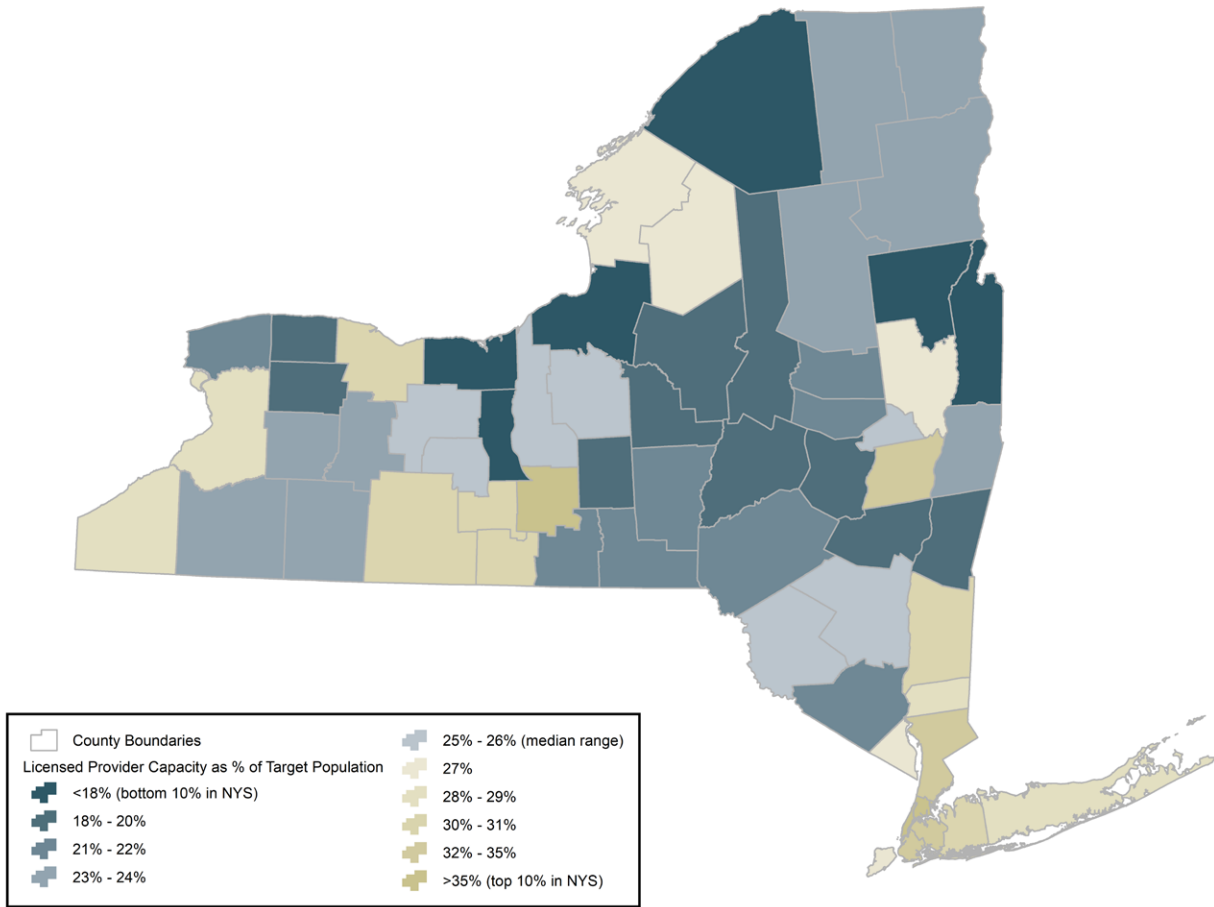 County Boundaries
Licensed Provider Capacity as % of Target Population
<18% (bottom 10% in NYS)
18% - 20%
21% - 22%
23% - 24%
25% - 26% (median range)
27%
28% - 29%
30% - 31%
32% - 35%
>35% (top 10% in NYS)